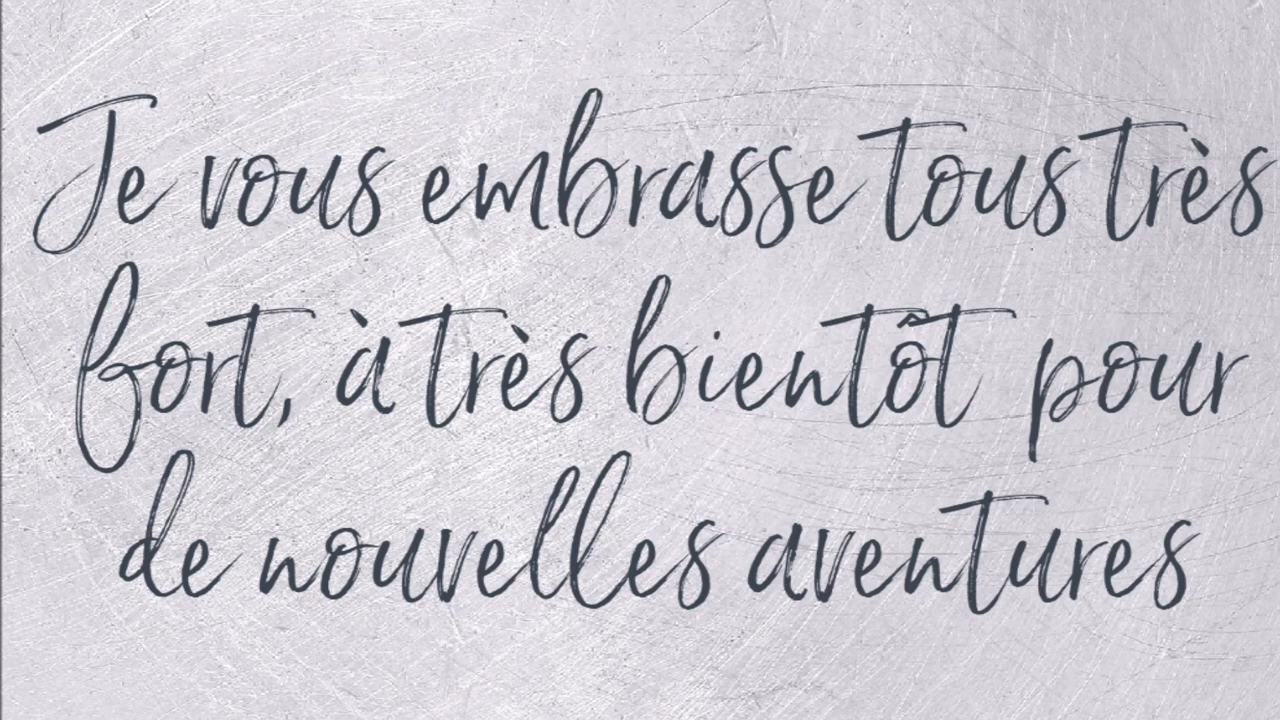 Je vous embrasse tous très
fort, à très bientôt pour
de nouvelles aventures